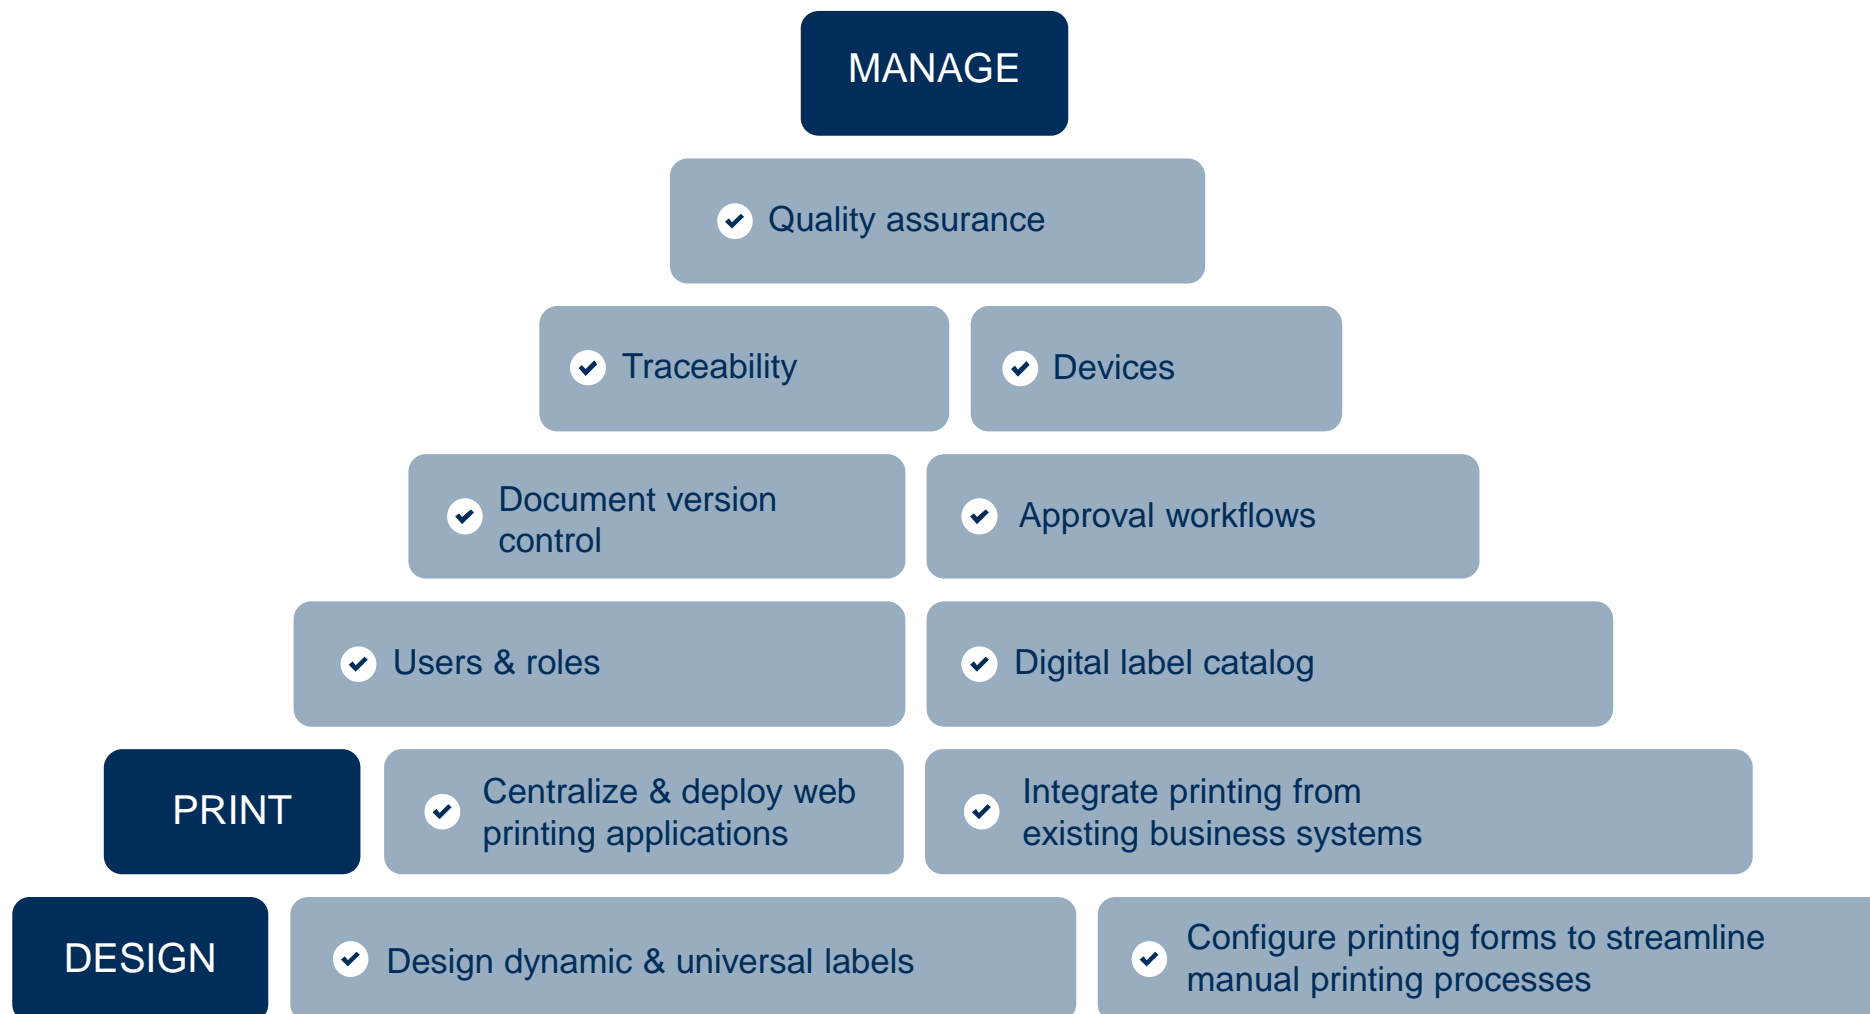 MANAGE
Quality assurance
Traceability
Devices
Document version
control
Approval workflows
Users & roles
Digital label catalog
PRINT
Centralize & deploy web
printing applications
Integrate printing from
existing business systems
DESIGN
Design dynamic & universal labels
Configure printing forms to streamline
manual printing processes